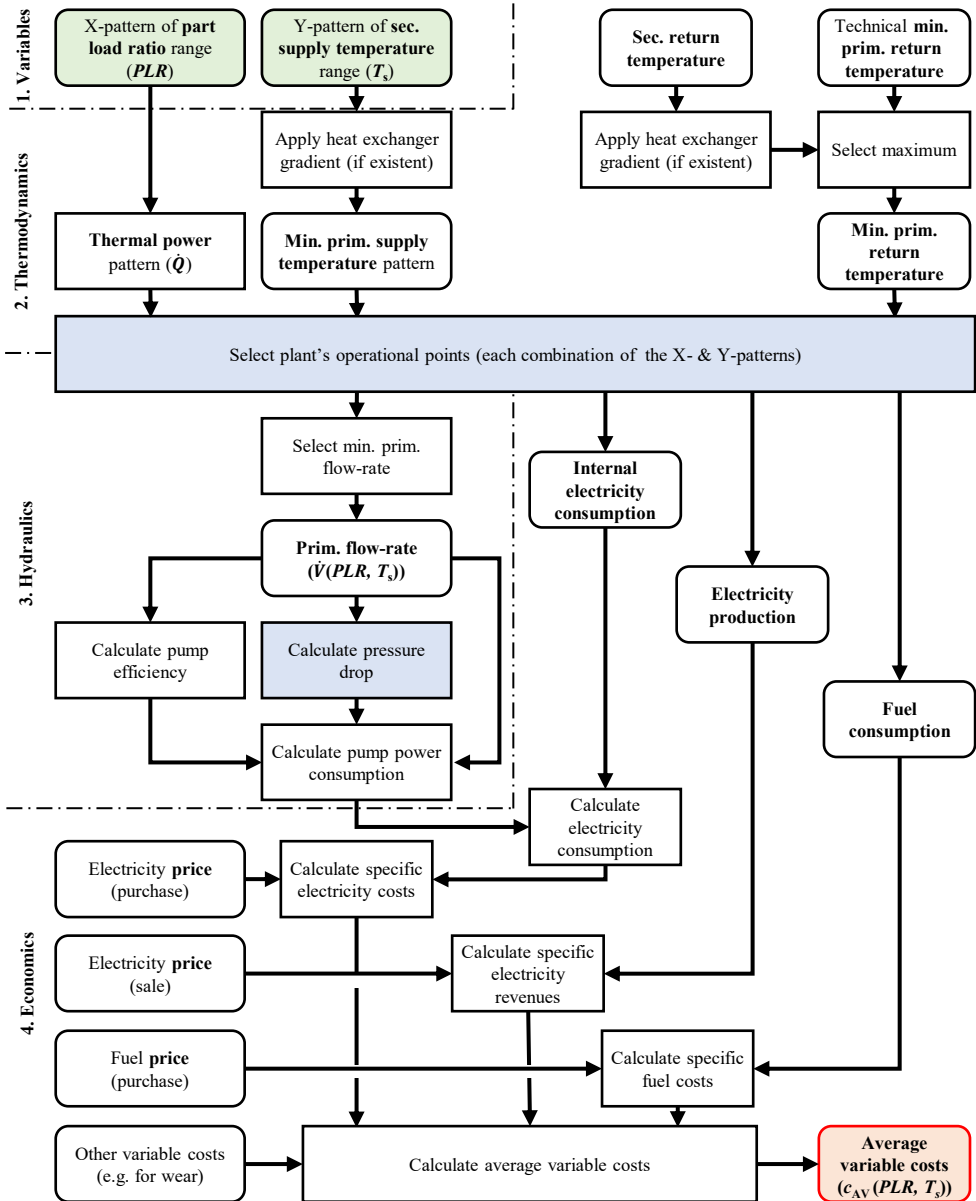 1. Variables
X-pattern of part
load ratio range
(PLR)
Y-pattern of sec.
supply temperature
range (Tₛ)
Sec. return
temperature
Technical min.
prim. return
temperature
2. Thermodynamics
Apply heat exchanger
gradient (if existent)
Apply heat exchanger
gradient (if existent)
Select maximum
Thermal power
pattern (Q̇)
Min. prim. supply
temperature pattern
Min. prim.
return
temperature
Select plant’s operational points (each combination of the X- & Y-patterns)
3. Hydraulics
Select min. prim.
flow-rate
Internal
electricity
consumption
Prim. flow-rate
(V̇(PLR, Tₛ))
Electricity
production
Calculate pump
efficiency
Calculate pressure
drop
Fuel
consumption
Calculate pump power
consumption
4. Economics
Calculate
electricity
consumption
Electricity price
(purchase)
Calculate specific
electricity costs
Electricity price
(sale)
Calculate specific
electricity
revenues
Fuel price
(purchase)
Calculate specific
fuel costs
Other variable costs
(e.g. for wear)
Calculate average variable costs
Average
variable costs
(c_AV (PLR, Tₛ))